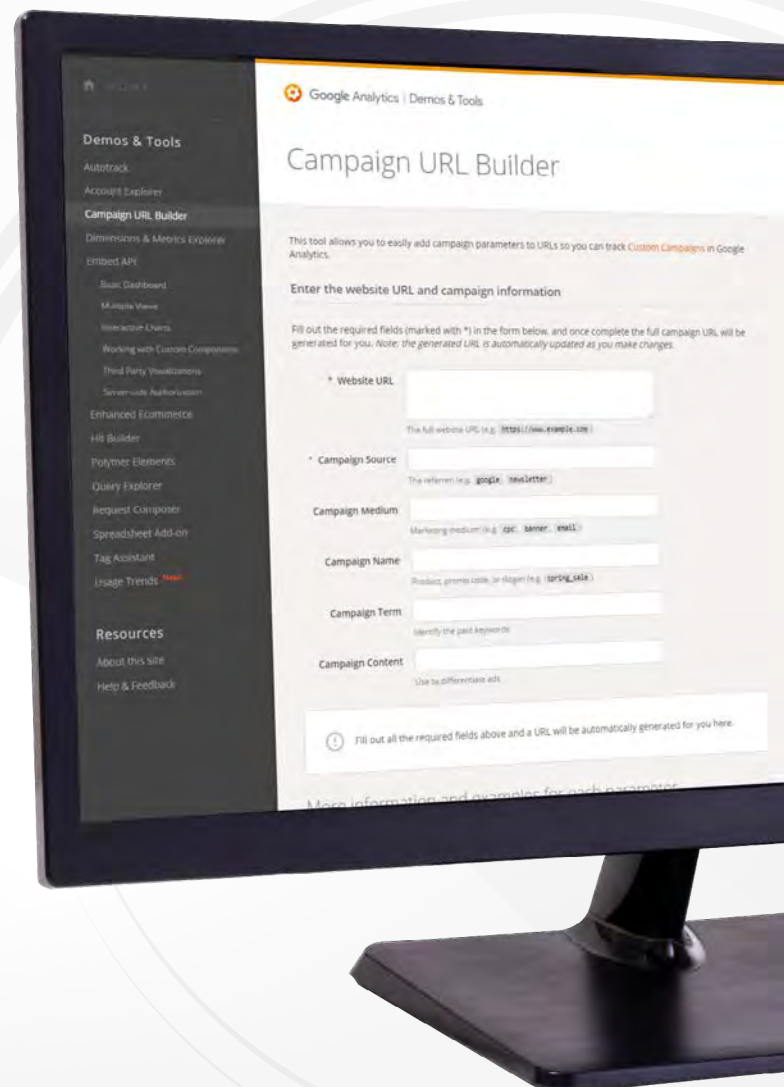 Demos & Tools
Autotrack
Account Explorer
Campaign URL Builder
Dimensions & Metrics Explorer
Embed API
Basic Dashboard
Multiple Views
Interactive Charts
Working with Custom Components
Third Party Visualizations
Server-side Authorization
Enhanced Ecommerce
Hit Builder
Polymer Elements
Query Explorer
Request Composer
Spreadsheet Add-on
Tag Assistant
Usage Trends New!
Resources
About this Site
Help & Feedback
Google Analytics | Demos & Tools
Campaign URL Builder
This tool allows you to easily add campaign parameters to URLs so you can track Custom Campaigns in Google
Analytics.
Enter the website URL and campaign information
Fill out the required fields (marked with *) in the form below, and once complete the full campaign URL will be
generated for you. Note: the generated URL is automatically updated as you make changes.
* Website URL
The full website URL (e.g. https://www.example.com )
* Campaign Source
The referrer: (e.g. google, newsletter )
Campaign Medium
Marketing medium: (e.g. cpc, banner, email )
Campaign Name
Product, promo code, or slogan (e.g. spring_sale )
Campaign Term
Identify the paid keywords
Campaign Content
Use to differentiate ads
Fill out all the required fields above and a URL will be automatically generated for you here.
More information and examples for each parameter